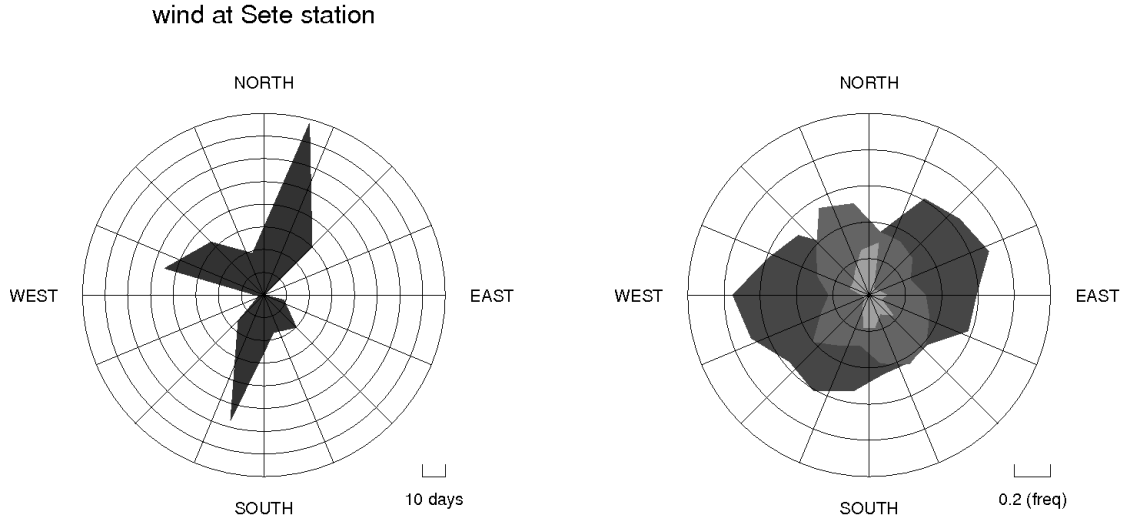 wind at Sete station
NORTH
NORTH
WEST
EAST
WEST
EAST
10 days
0.2 (freq)
SOUTH
SOUTH